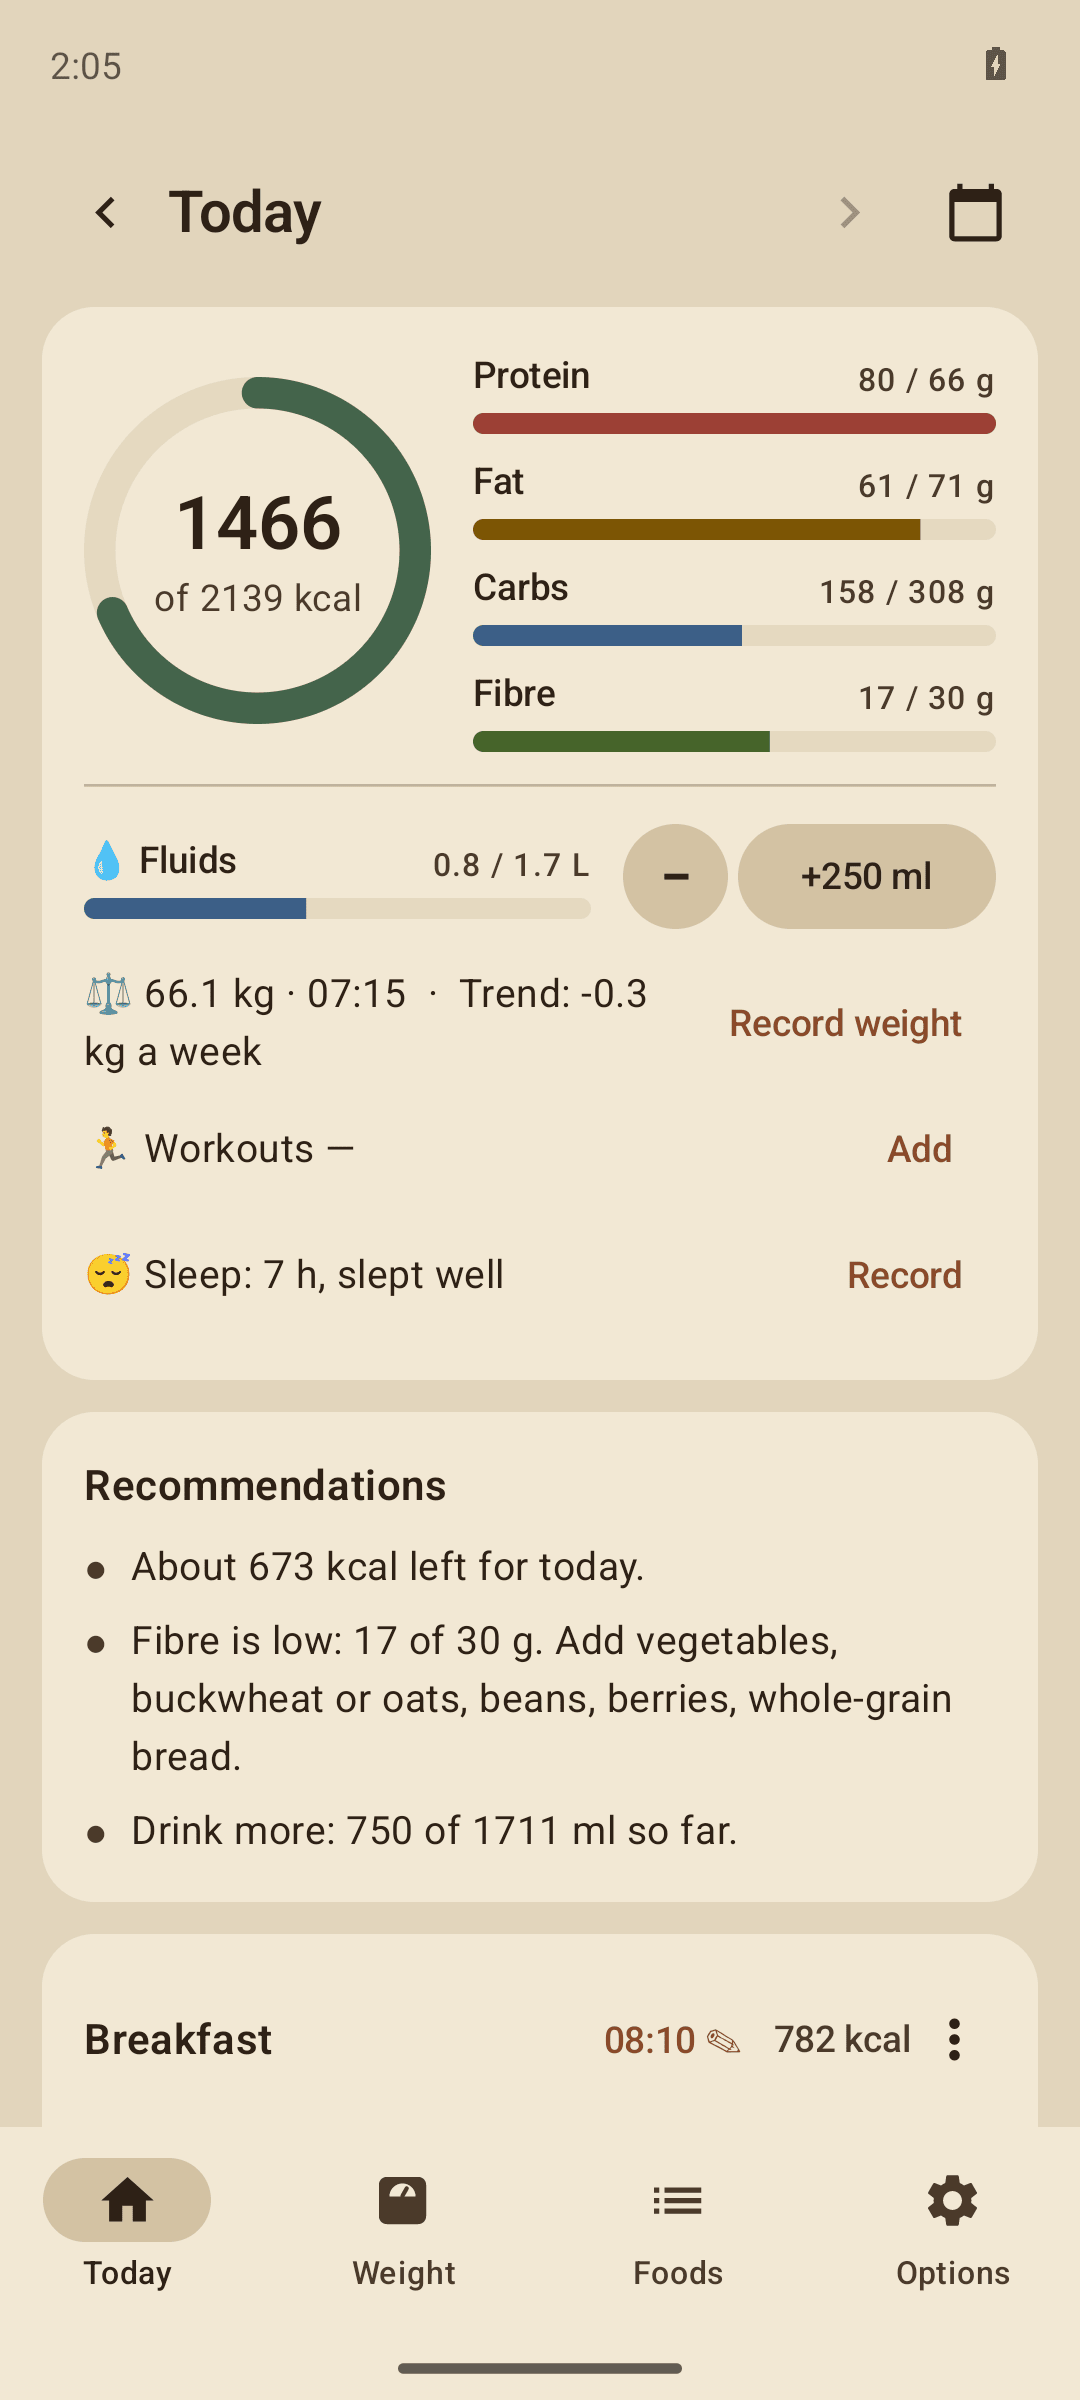 2:05
Today
1466
of 2139 kcal
Protein 80 / 66 g
Fat 61 / 71 g
Carbs 158 / 308 g
Fibre 17 / 30 g
💧 Fluids 0.8 / 1.7 L − +250 ml
⚖️ 66.1 kg · 07:15 · Trend: -0.3
kg a week
Record weight
🏃 Workouts — Add
😴 Sleep: 7 h, slept well Record
Recommendations
● About 673 kcal left for today.
● Fibre is low: 17 of 30 g. Add vegetables,
buckwheat or oats, beans, berries, whole-grain
bread.
● Drink more: 750 of 1711 ml so far.
Breakfast 08:10 ✎ 782 kcal
Today Weight Foods Options